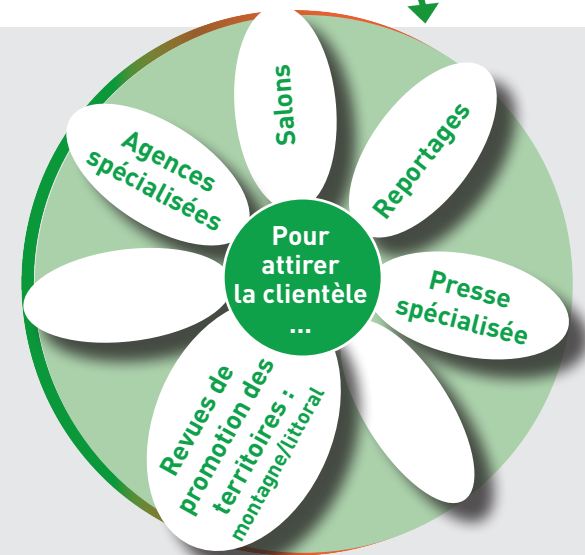 Pour
attirer
la clientèle
...
Salons
Reportages
Presse
spécialisée
Revues de
promotion des
territoires :
montagne/littoral
Agences
spécialisées